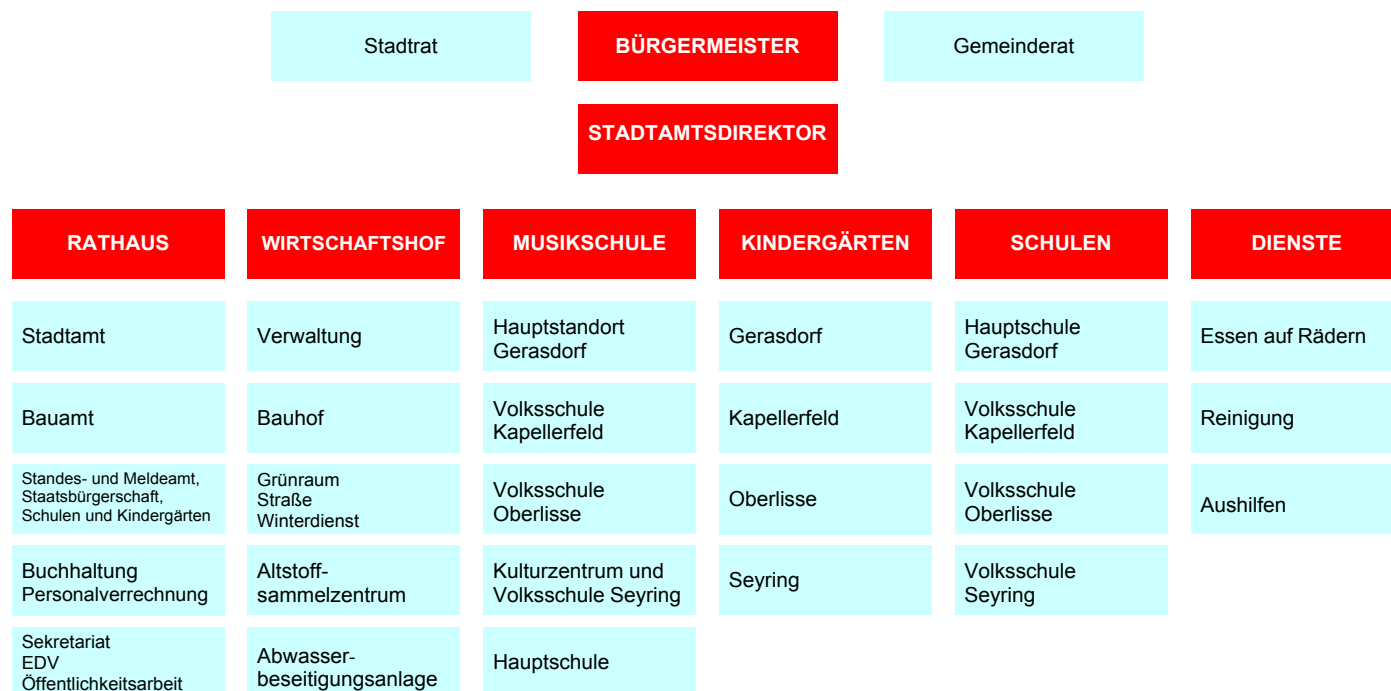 Stadtrat
BÜRGERMEISTER
Gemeinderat
STADTAMTSDIREKTOR
RATHAUS
WIRTSCHAFTSHOF
MUSIKSCHULE
KINDERGÄRTEN
SCHULEN
DIENSTE
Stadtamt
Verwaltung
Hauptstandort
Gerasdorf
Gerasdorf
Hauptschule
Gerasdorf
Essen auf Rädern
Bauamt
Bauhof
Volksschule
Kapellerfeld
Kapellerfeld
Volksschule
Kapellerfeld
Reinigung
Standes- und Meldeamt,
Staatsbürgerschaft,
Schulen und Kindergärten
Grünraum
Straße
Winterdienst
Volksschule
Oberlisse
Oberlisse
Volksschule
Oberlisse
Aushilfen
Buchhaltung
Personalverrechnung
Altstoff-
sammelzentrum
Kulturzentrum und
Volksschule Seyring
Seyring
Volksschule
Seyring
Sekretariat
EDV
Öffentlichkeitsarbeit
Abwasser-
beseitigungsanlage
Hauptschule